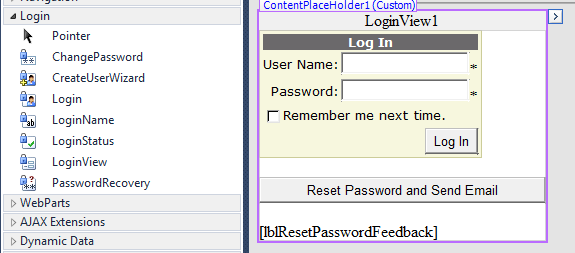 Login
Pointer
ChangePassword
CreateUserWizard
Login
LoginName
LoginStatus
LoginView
PasswordRecovery
WebParts
AJAX Extensions
Dynamic Data
ContentPlaceHolder1 (Custom)
LoginView1
Log In
User Name: *
Password: *
Remember me next time.
Log In
Reset Password and Send Email
[lblResetPasswordFeedback]